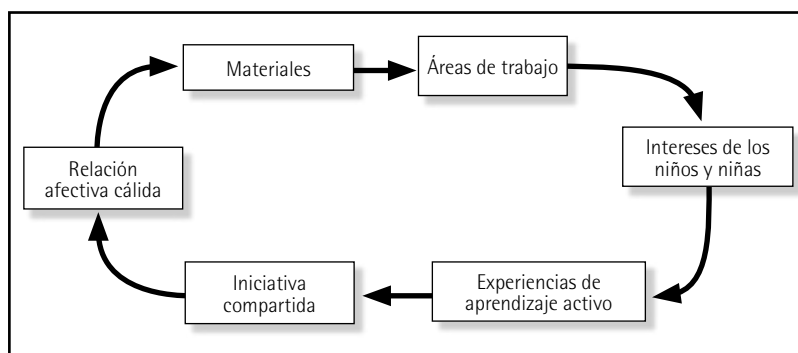 Materiales
Áreas de trabajo
Intereses de los
niños y niñas
Experiencias de
aprendizaje activo
Iniciativa
compartida
Relación
afectiva cálida